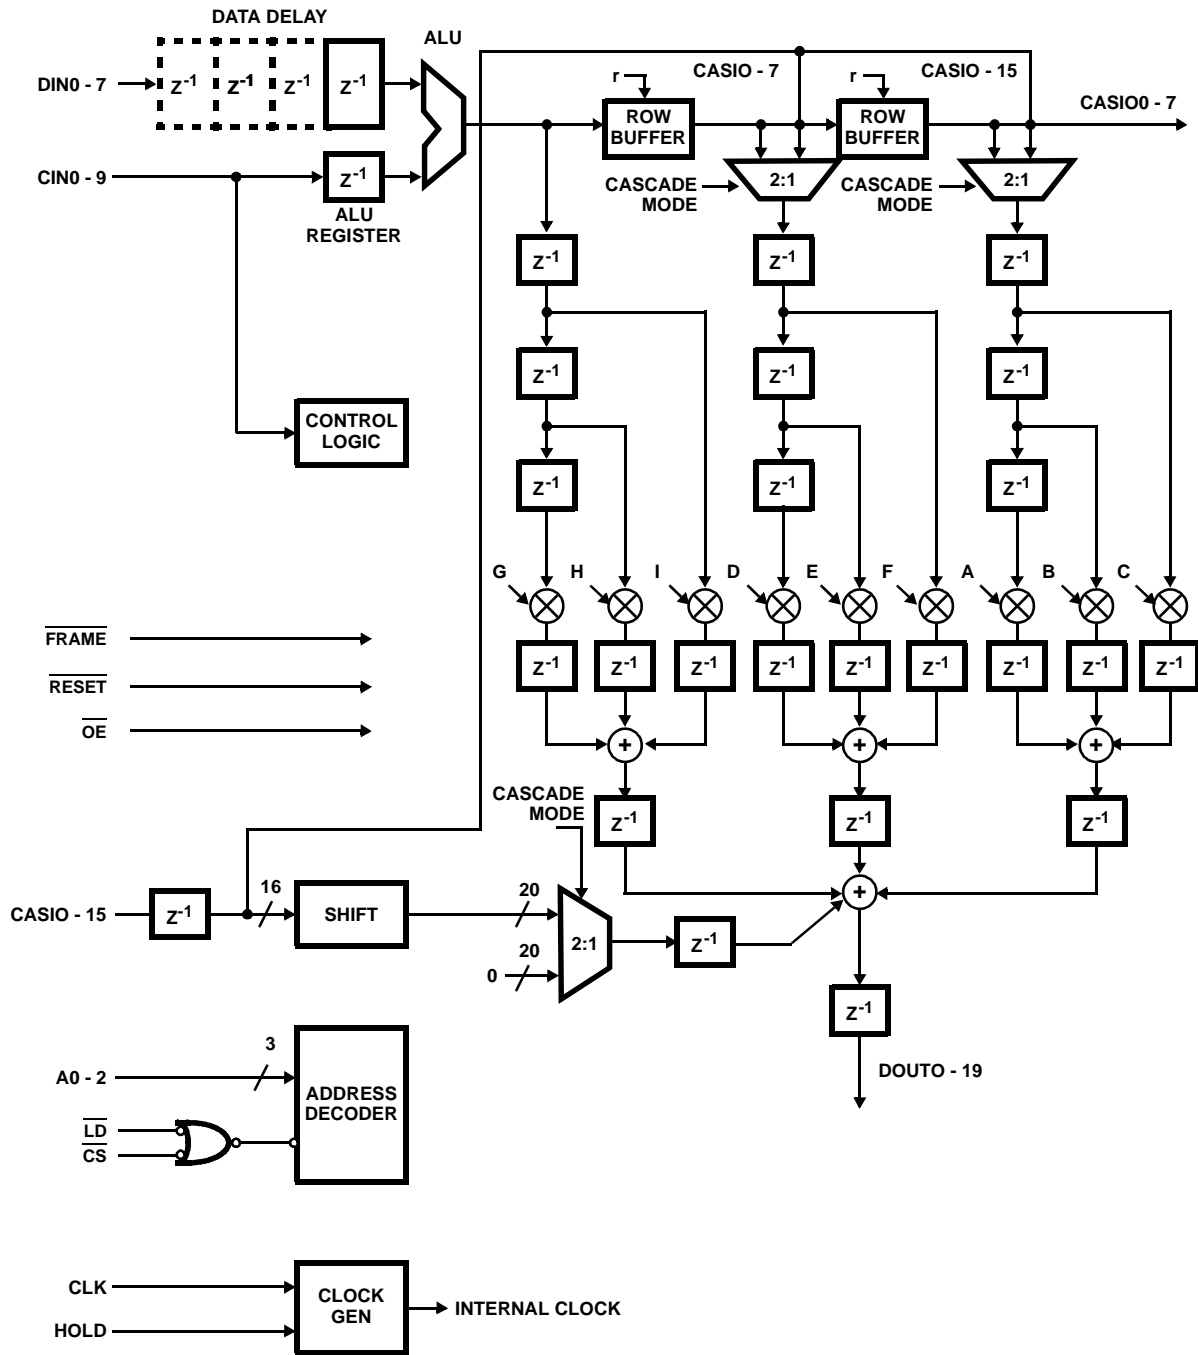 DATA DELAY
ALU
DIN0 - 7
Z-1
Z-1
Z-1
Z-1
r
CASIO - 7
r
CASIO - 15
CASIO0 - 7
ROW
BUFFER
ROW
BUFFER
CIN0 - 9
Z-1
ALU
REGISTER
CASCADE
MODE
2:1
CASCADE
MODE
2:1
Z-1
Z-1
Z-1
Z-1
Z-1
Z-1
CONTROL
LOGIC
Z-1
Z-1
Z-1
G
H
I
D
E
F
A
B
C
FRAME
RESET
OE
Z-1
Z-1
Z-1
Z-1
Z-1
Z-1
Z-1
Z-1
Z-1
+
+
+
CASCADE
MODE
Z-1
Z-1
Z-1
CASIO - 15
Z-1
16
SHIFT
20
20
0
2:1
Z-1
+
Z-1
DOUTO - 19
A0 - 2
3
LD
CS
ADDRESS
DECODER
CLK
HOLD
CLOCK
GEN
INTERNAL CLOCK